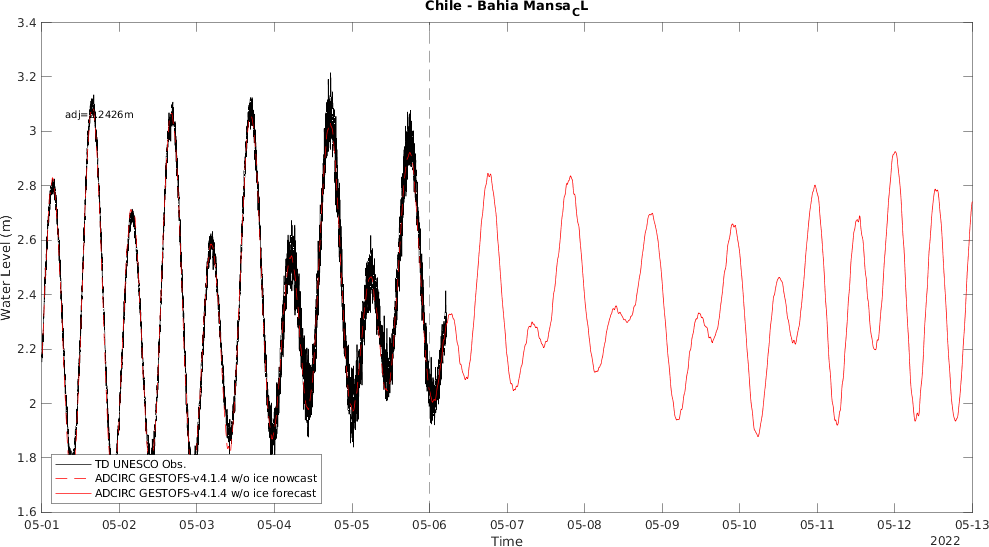 Chile - Bahia MansaCL
3.4
3.2
3
2.8
2.6
2.4
2.2
2
1.8
1.6
Water Level (m)
TD UNESCO Obs.
ADCIRC GESTOFS-v4.1.4 w/o ice nowcast
ADCIRC GESTOFS-v4.1.4 w/o ice forecast
05-01 05-02 05-03 05-04 05-05 05-06 05-07 05-08 05-09 05-10 05-11 05-12 05-13
Time
2022